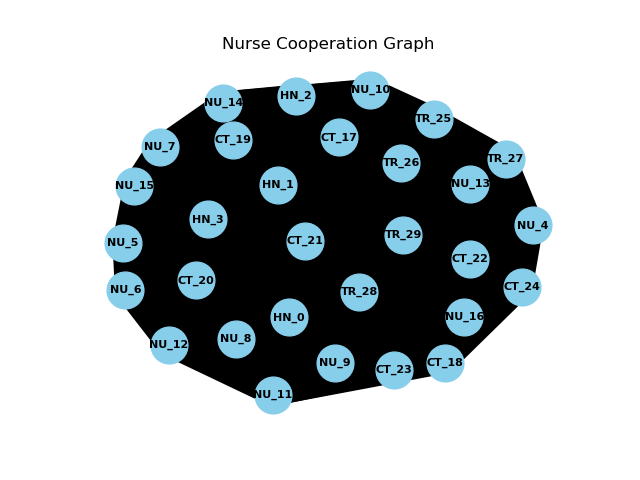 Nurse Cooperation Graph
NU_10
HN_2
NU_14
TR_25
CT_17
CT_19
NU_7
TR_27
TR_26
NU_13
HN_1
NU_15
HN_3
NU_4
TR_29
CT_21
NU_5
CT_22
CT_20
CT_24
NU_6
TR_28
HN_0
NU_16
NU_8
NU_12
NU_9
CT_18
CT_23
NU_11